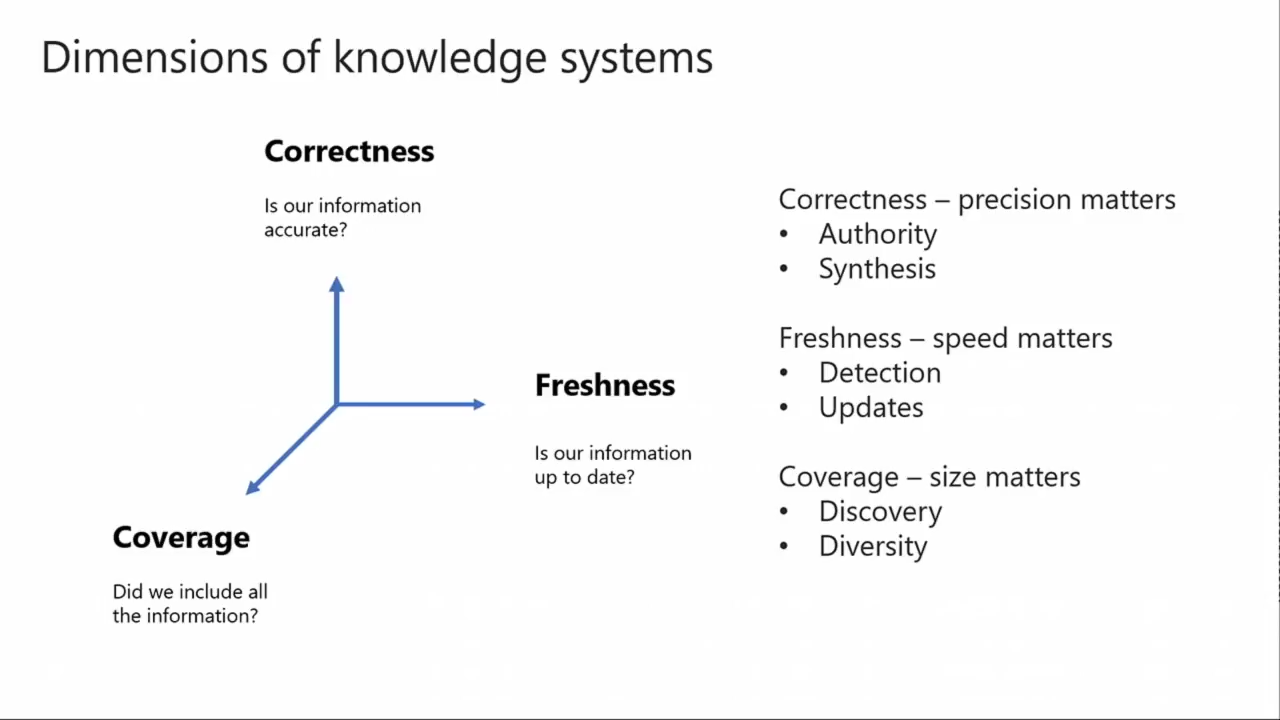 Dimensions of knowledge systems
Correctness
Is our information
accurate?
Freshness
Is our information
up to date?
Coverage
Did we include all
the information?
Correctness – precision matters
• Authority
• Synthesis
Freshness – speed matters
• Detection
• Updates
Coverage – size matters
• Discovery
• Diversity